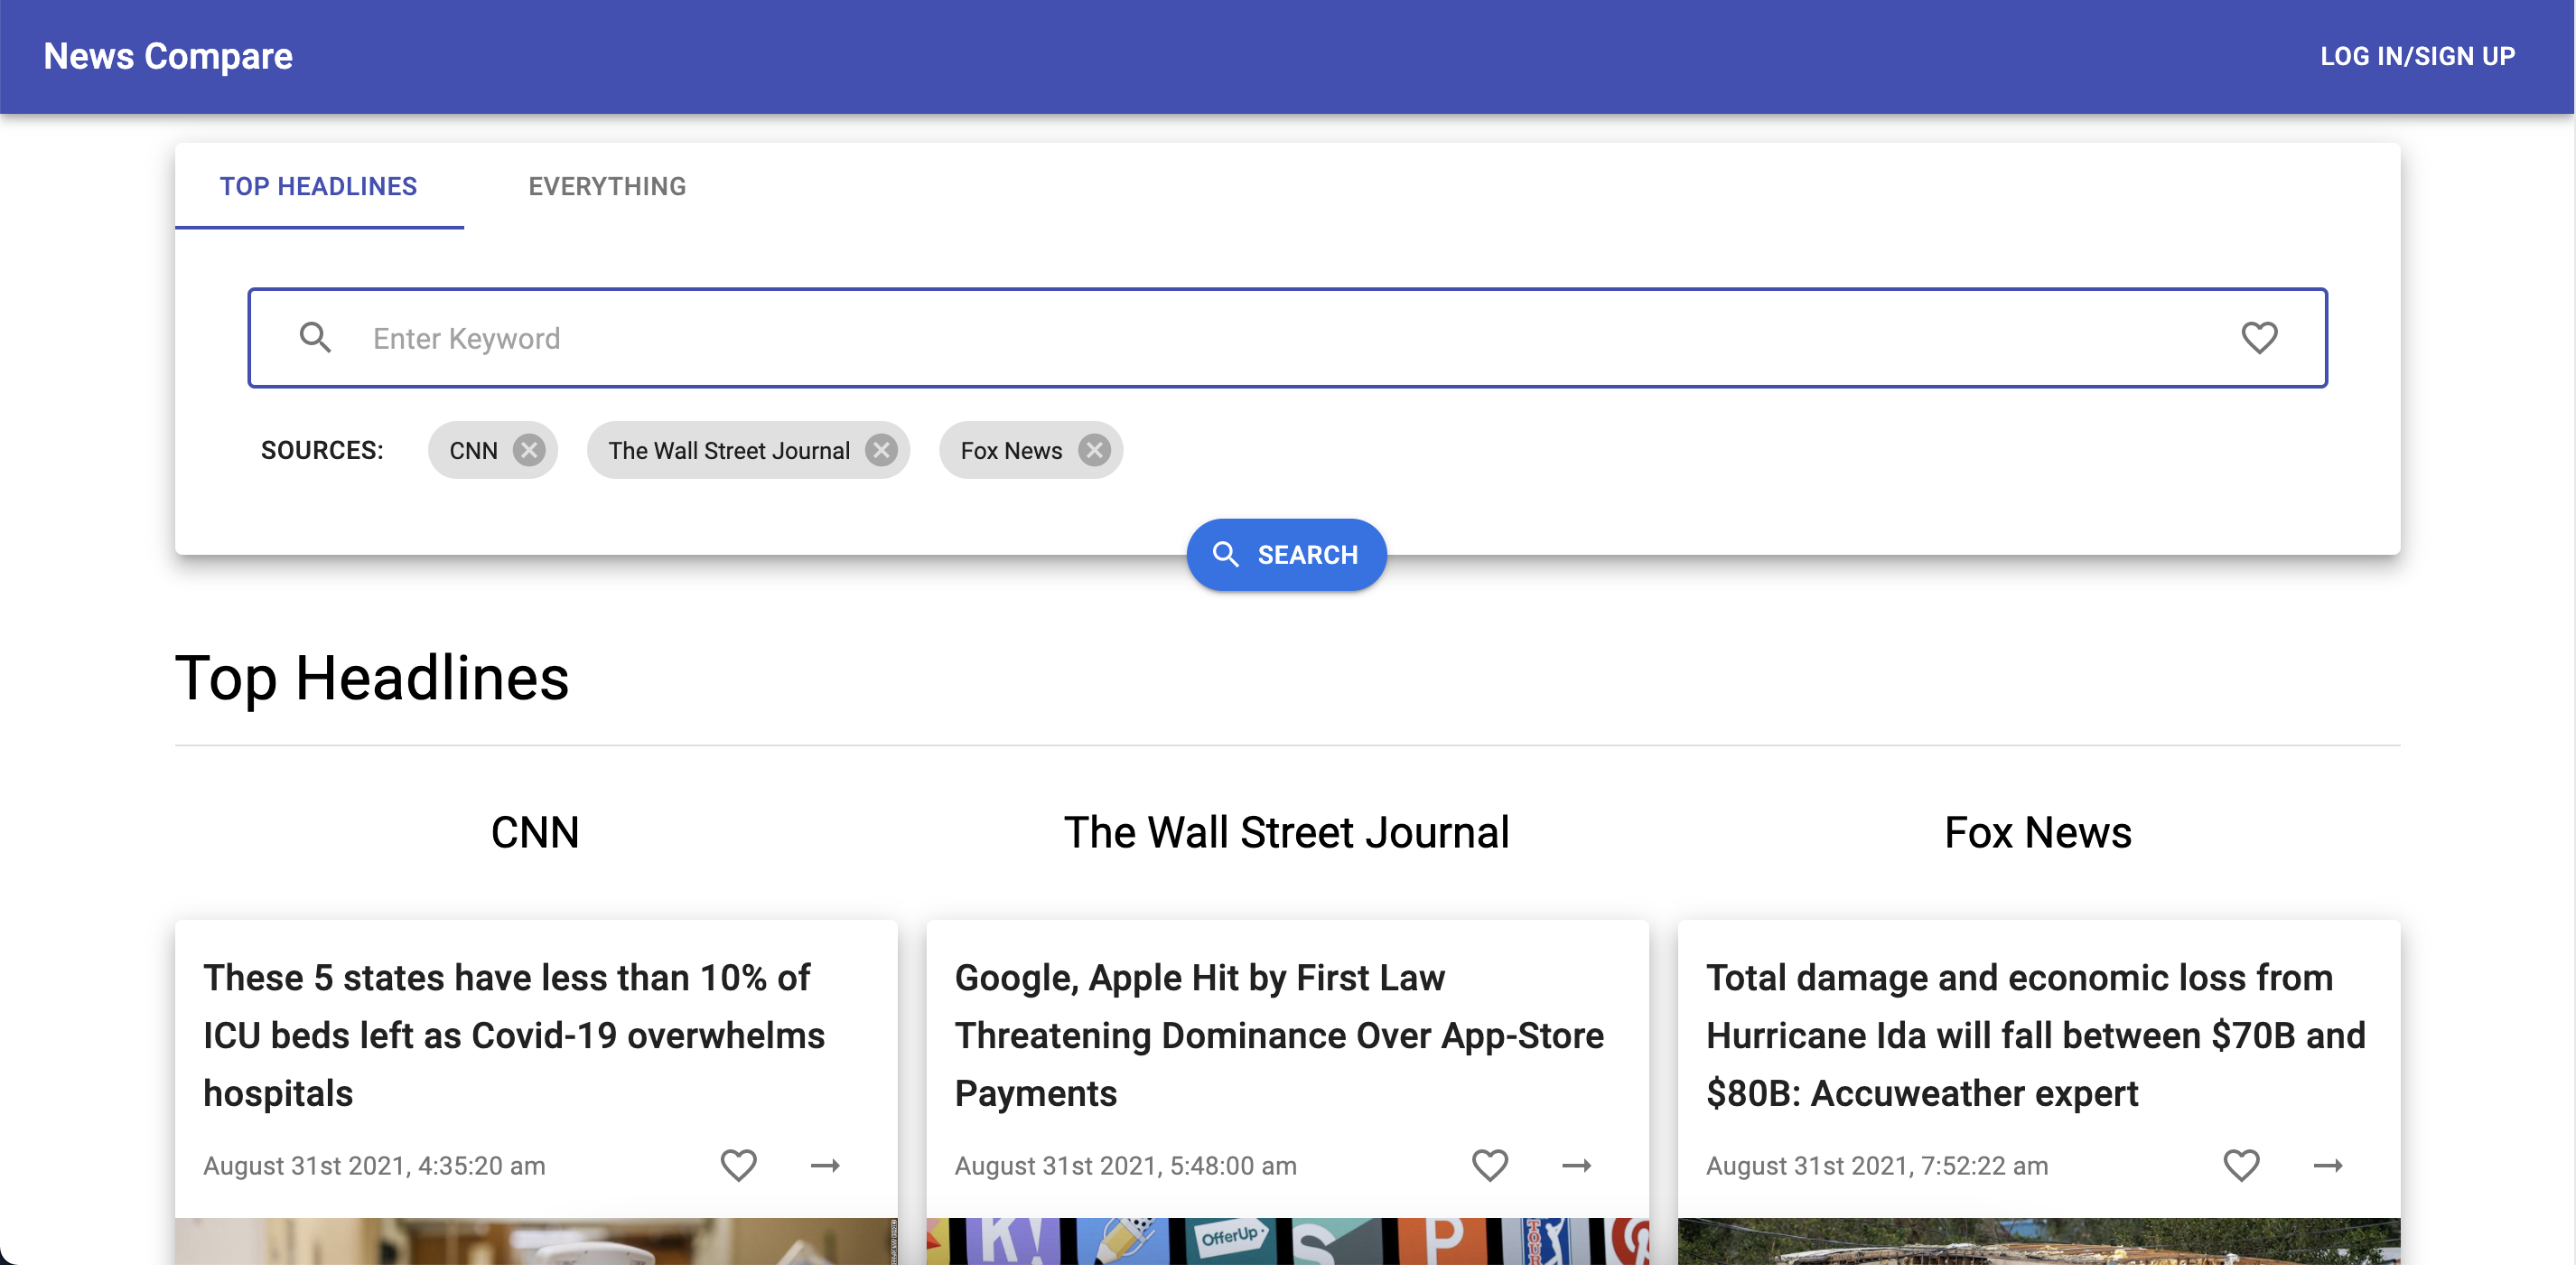 News Compare
LOG IN/SIGN UP
TOP HEADLINES
EVERYTHING
Enter Keyword
SOURCES:
CNN
The Wall Street Journal
Fox News
SEARCH
Top Headlines
CNN
The Wall Street Journal
Fox News
These 5 states have less than 10% of
ICU beds left as Covid-19 overwhelms
hospitals
August 31st 2021, 4:35:20 am
Google, Apple Hit by First Law
Threatening Dominance Over App-Store
Payments
August 31st 2021, 5:48:00 am
Total damage and economic loss from
Hurricane Ida will fall between $70B and
$80B: Accuweather expert
August 31st 2021, 7:52:22 am
K!
OfferUp
S
P
TOUR